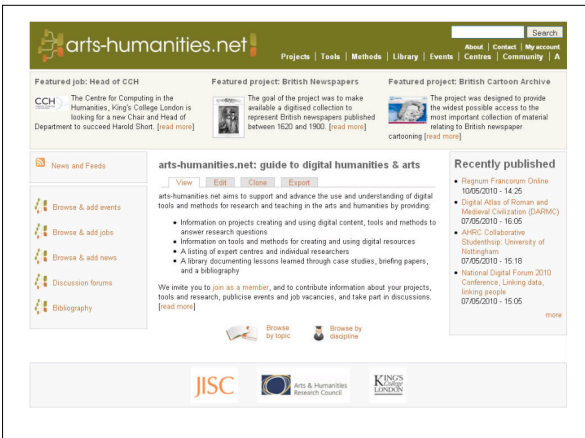 arts-humanities.net
Search
About | Contact | My account
Projects | Tools | Methods | Library | Events | Centres | Community | A
Featured job: Head of CCH
CCH
The Centre for Computing in the
Humanities, King's College London is
looking for a new Chair and Head of
Department to succeed Harold Short. [read more]
Featured project: British Newspapers
The goal of the project was to make
available a digitised collection to
represent British newspapers published
between 1620 and 1900. [read more]
Featured project: British Cartoon Archive
The project was designed to provide
the widest possible access to the
most important collection of material
relating to British newspaper
cartooning [read more]
News and Feeds
Browse & add events
Browse & add jobs
Browse & add news
Discussion forums
Bibliography
arts-humanities.net: guide to digital humanities & arts
View Edit Clone Export
arts-humanities.net aims to support and advance the use and understanding of digital
tools and methods for research and teaching in the arts and humanities by providing:
• Information on projects creating and using digital content, tools and methods to
answer research questions
• Information on tools and methods for creating and using digital resources
• A listing of expert centres and individual researchers
• A library documenting lessons learned through case studies, briefing papers,
and a bibliography
We invite you to join as a member, and to contribute information about your projects,
tools and research, publicise events and job vacancies, and take part in discussions.
[read more]
Browse
by topic
Browse by
discipline
Recently published
• Regnum Francorum Online
10/05/2010 - 14:25
• Digital Atlas of Roman and
Medieval Civilization (DARMC)
07/05/2010 - 16:05
• AHRC Collaborative
Studenthsip: University of
Nottingham
07/05/2010 - 15:18
• National Digital Forum 2010
Conference, Linking data,
linking people
07/05/2010 - 15:05
more
JISC
Arts & Humanities
Research Council
KING'S
College
LONDON